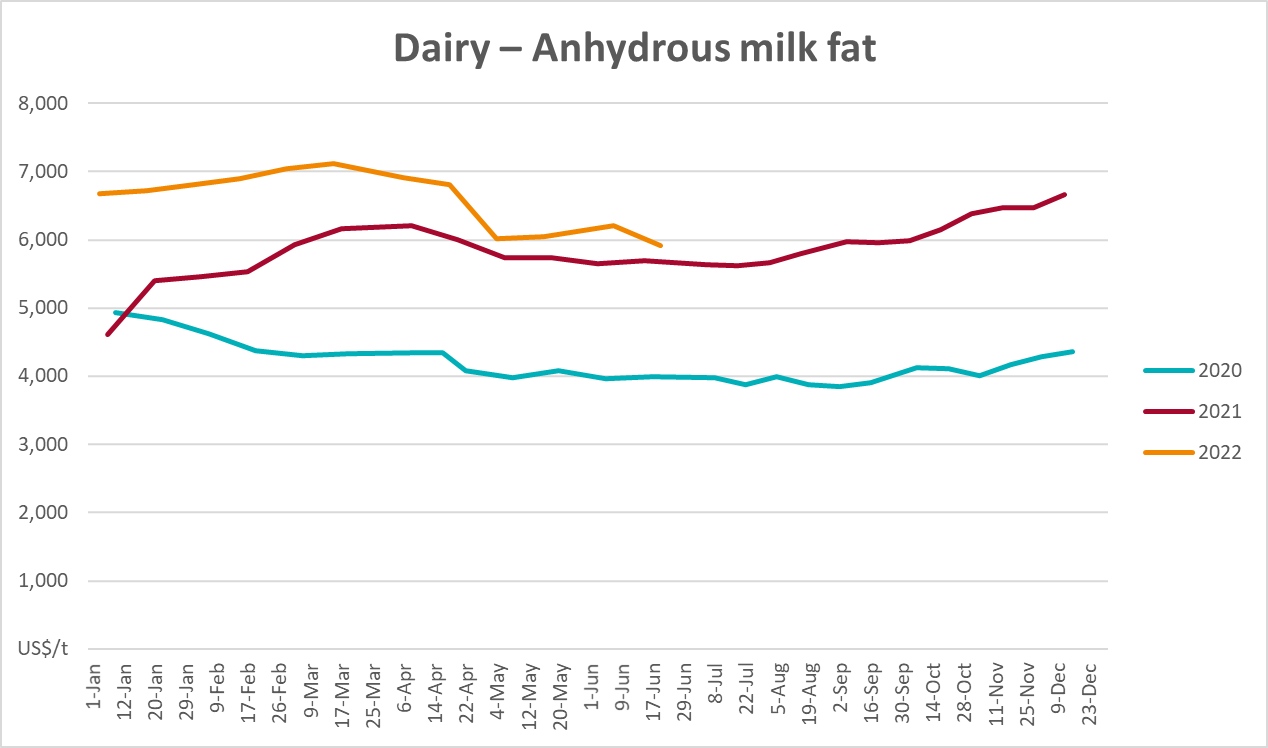 Dairy – Anhydrous milk fat
8,000
7,000
6,000
5,000
4,000
3,000
2,000
1,000
US$/t
1-Jan
12-Jan
20-Jan
29-Jan
9-Feb
17-Feb
26-Feb
9-Mar
17-Mar
25-Mar
6-Apr
14-Apr
22-Apr
4-May
12-May
20-May
1-Jun
9-Jun
17-Jun
29-Jun
8-Jul
22-Jul
5-Aug
19-Aug
2-Sep
16-Sep
30-Sep
14-Oct
28-Oct
11-Nov
25-Nov
9-Dec
23-Dec
2020
2021
2022